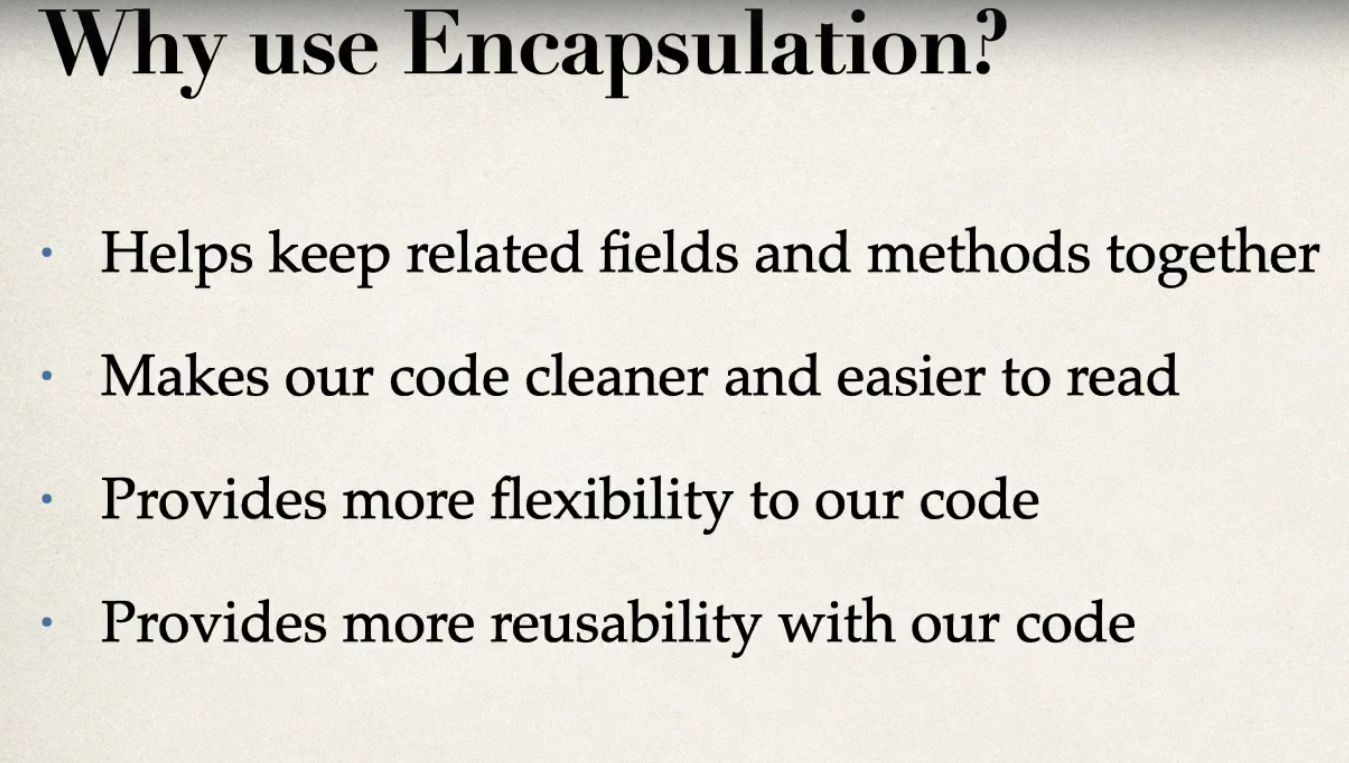 Why use Encapsulation?
• Helps keep related fields and methods together
• Makes our code cleaner and easier to read
• Provides more flexibility to our code
• Provides more reusability with our code